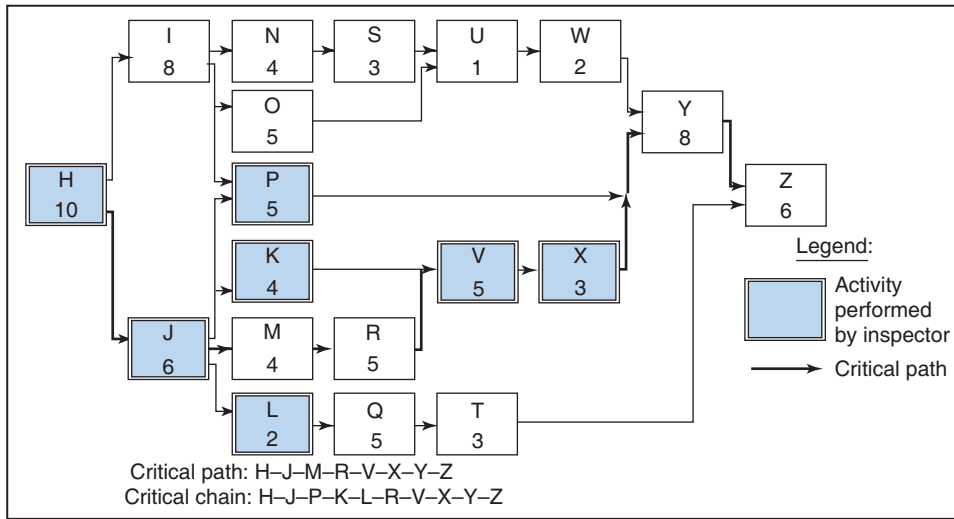 I
8
N
4
S
3
U
1
W
2
O
5
Y
8
H
10
P
5
Z
6
K
4
V
5
X
3
Legend:
Activity
performed
by inspector
J
6
M
4
R
5
Critical path
L
2
Q
5
T
3
Critical path: H–J–M–R–V–X–Y–Z
Critical chain: H–J–P–K–L–R–V–X–Y–Z